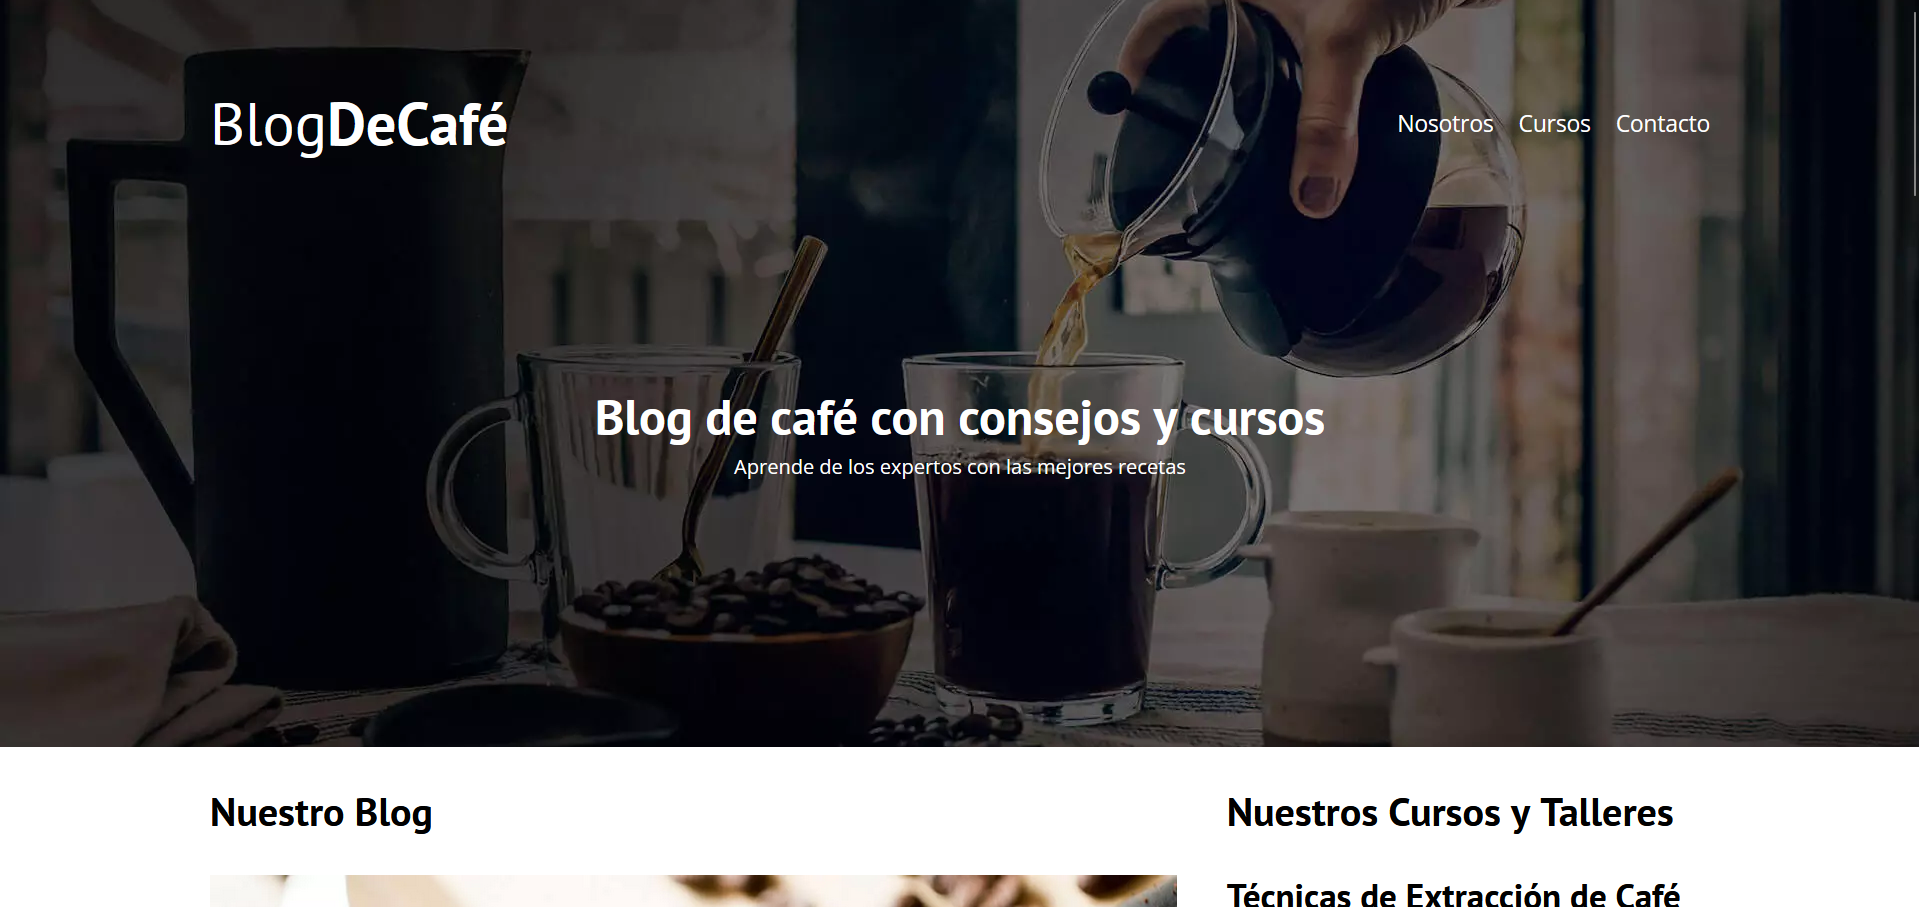 BlogDeCafé
Nosotros Cursos Contacto
Blog de café con consejos y cursos
Aprende de los expertos con las mejores recetas
Nuestro Blog
Nuestros Cursos y Talleres
Técnicas de Extracción de Café